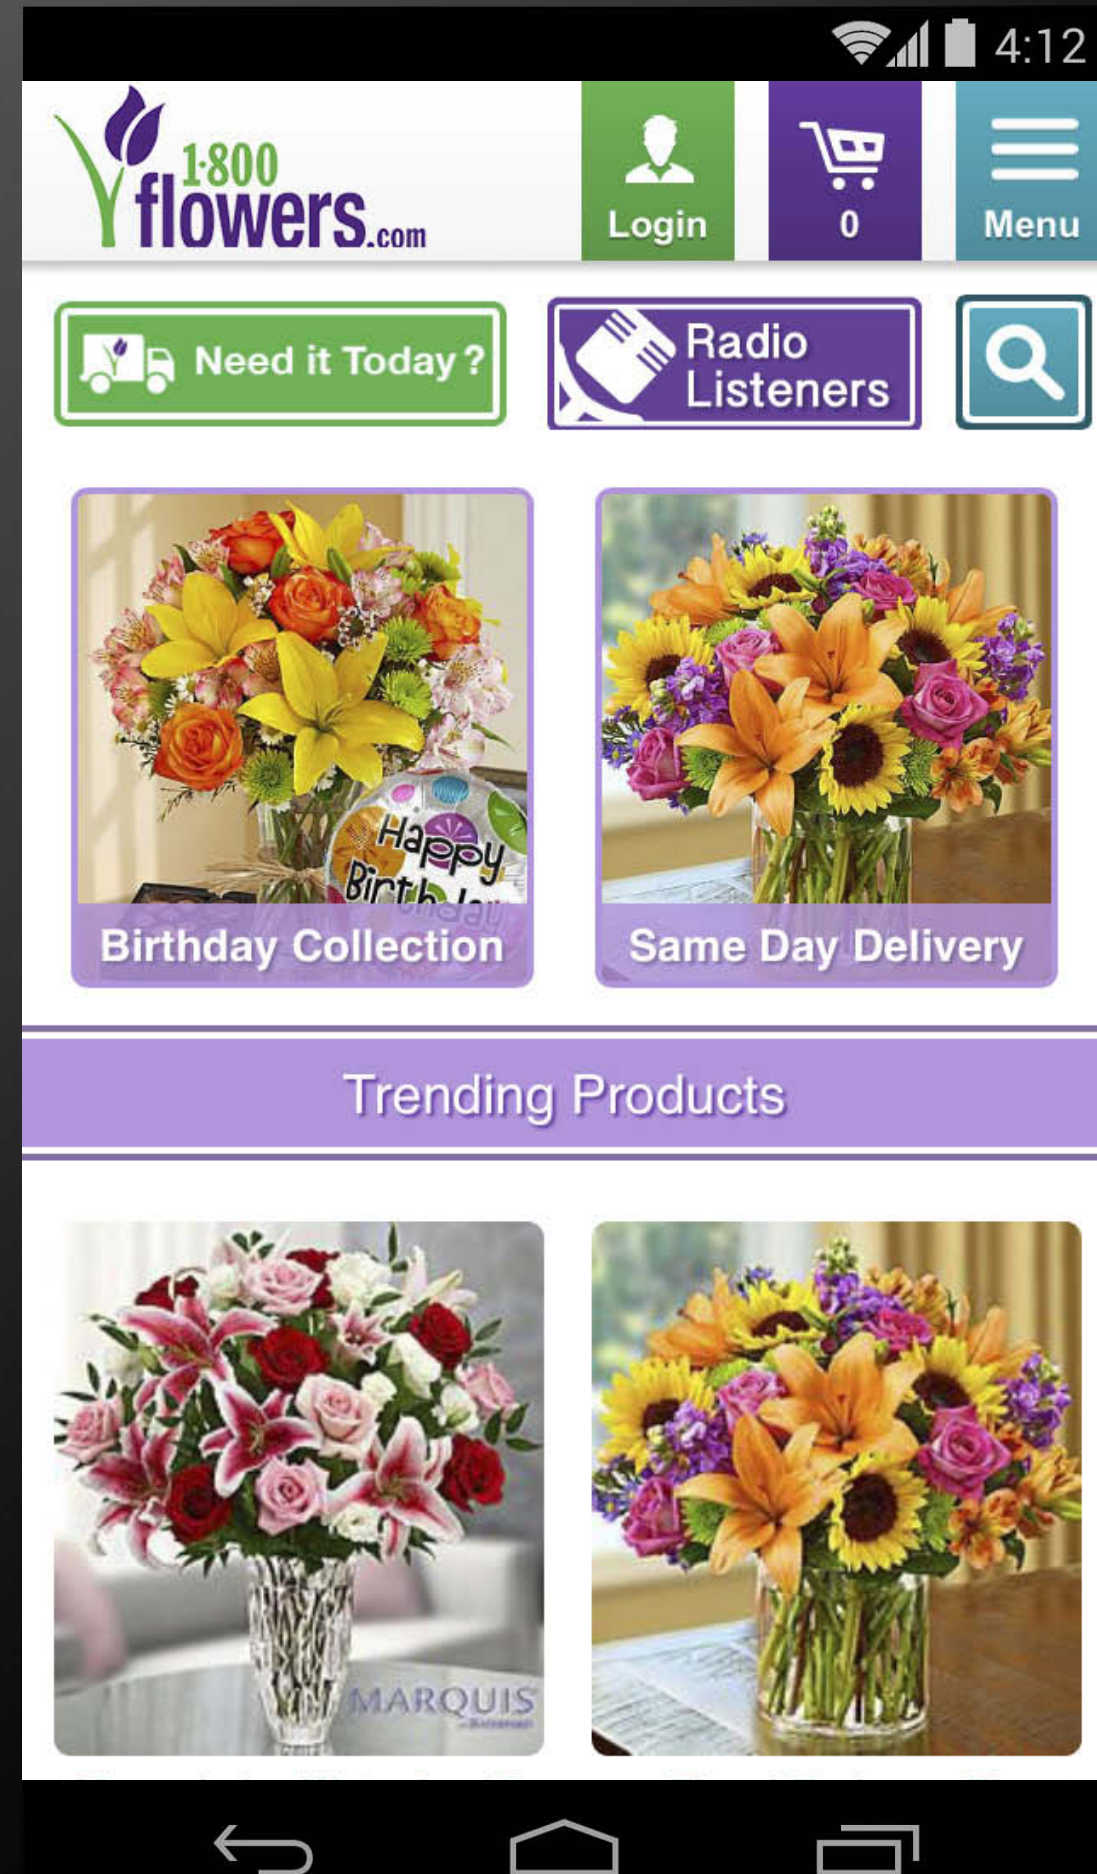 4:12
1·800
flowers.com
Login
0
Menu
Need it Today?
Radio
Listeners
Happy
Birthday
Birthday Collection
Same Day Delivery
Trending Products
MARQUIS